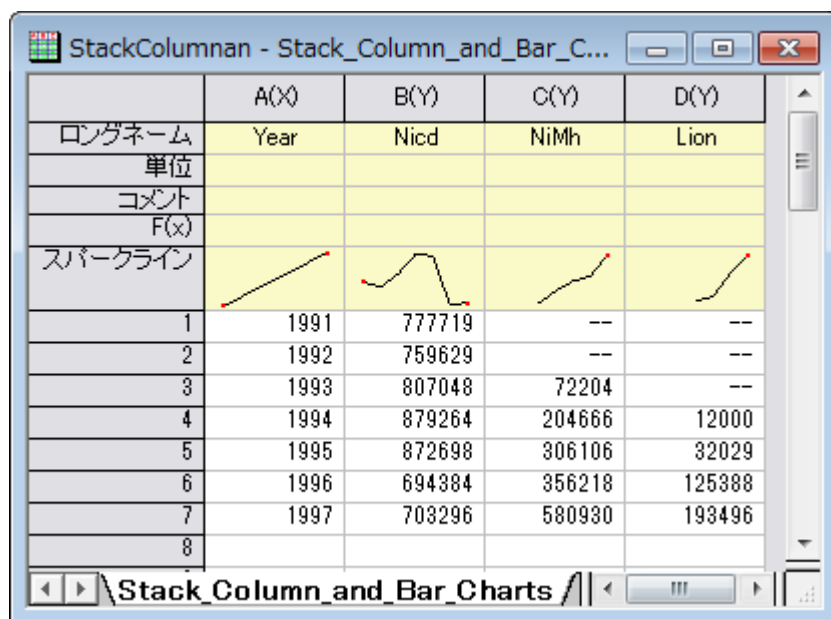 StackColumnan - Stack_Column_and_Bar_C...
A(X) B(Y) C(Y) D(Y)
ロングネーム Year Nicd NiMh Lion
単位
コメント
F(x)
スパークライン
1 1991 777719 -- --
2 1992 759629 -- --
3 1993 807048 72204 --
4 1994 879264 204666 12000
5 1995 872698 306106 32029
6 1996 694384 356218 125388
7 1997 703296 580930 193496
8
Stack_Column_and_Bar_Charts